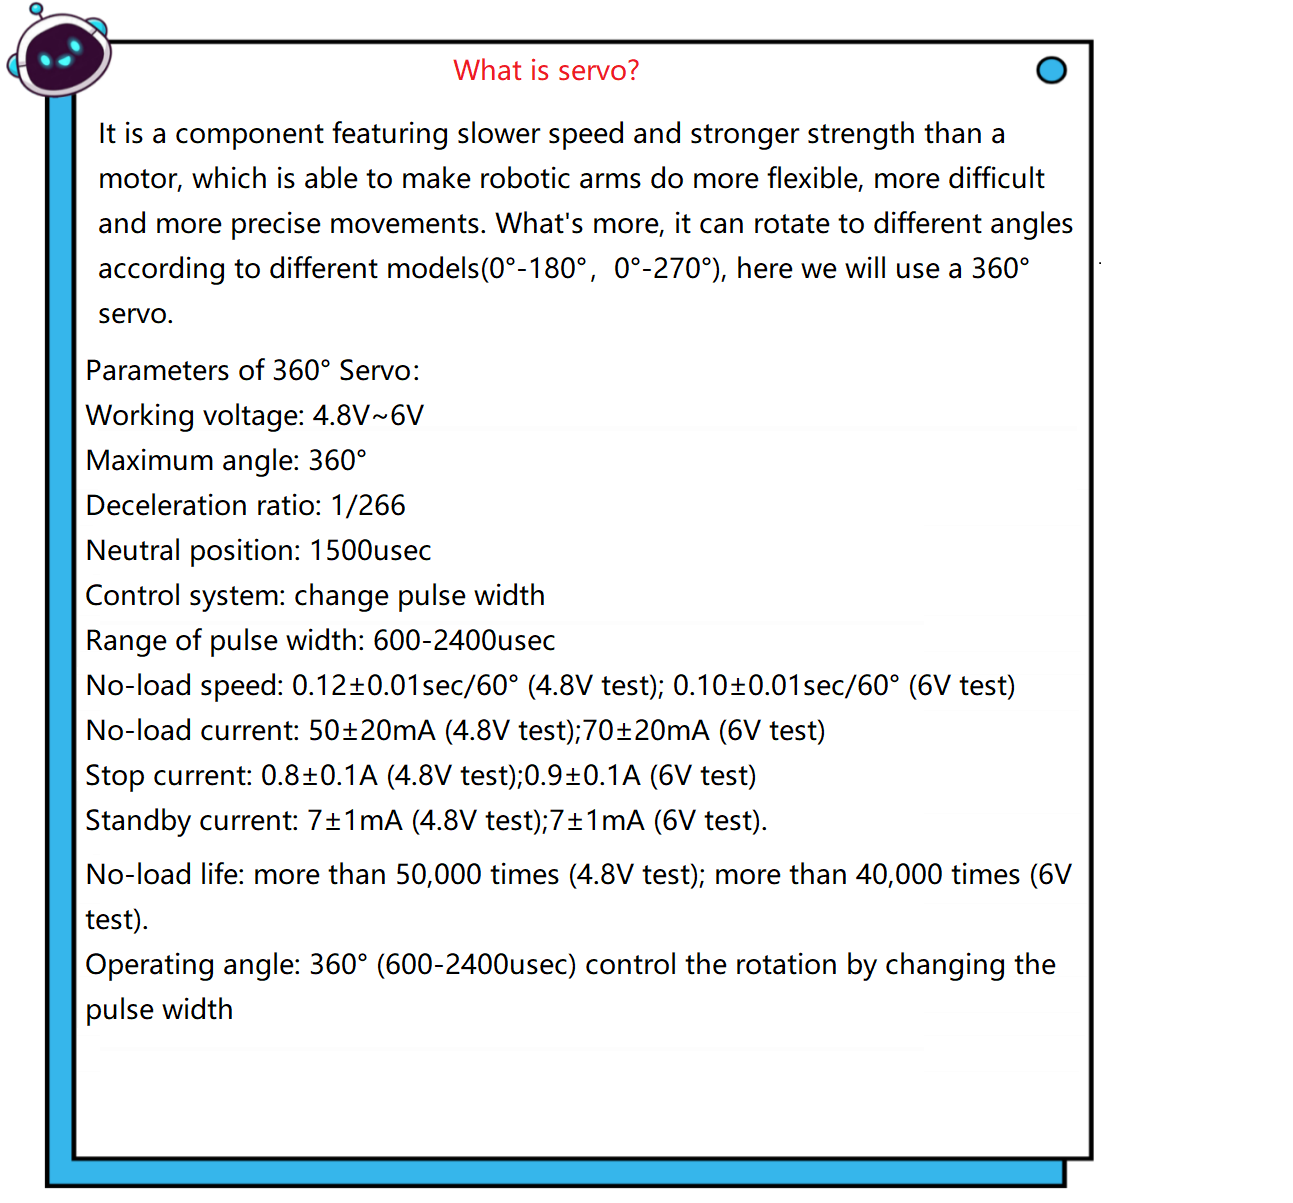 What is servo?
It is a component featuring slower speed and stronger strength than a
motor, which is able to make robotic arms do more flexible, more difficult
and more precise movements. What's more, it can rotate to different angles
according to different models(0°-180°, 0°-270°), here we will use a 360°
servo.
Parameters of 360° Servo:
Working voltage: 4.8V~6V
Maximum angle: 360°
Deceleration ratio: 1/266
Neutral position: 1500usec
Control system: change pulse width
Range of pulse width: 600-2400usec
No-load speed: 0.12±0.01sec/60° (4.8V test); 0.10±0.01sec/60° (6V test)
No-load current: 50±20mA (4.8V test);70±20mA (6V test)
Stop current: 0.8±0.1A (4.8V test);0.9±0.1A (6V test)
Standby current: 7±1mA (4.8V test);7±1mA (6V test).
No-load life: more than 50,000 times (4.8V test); more than 40,000 times (6V
test).
Operating angle: 360° (600-2400usec) control the rotation by changing the
pulse width